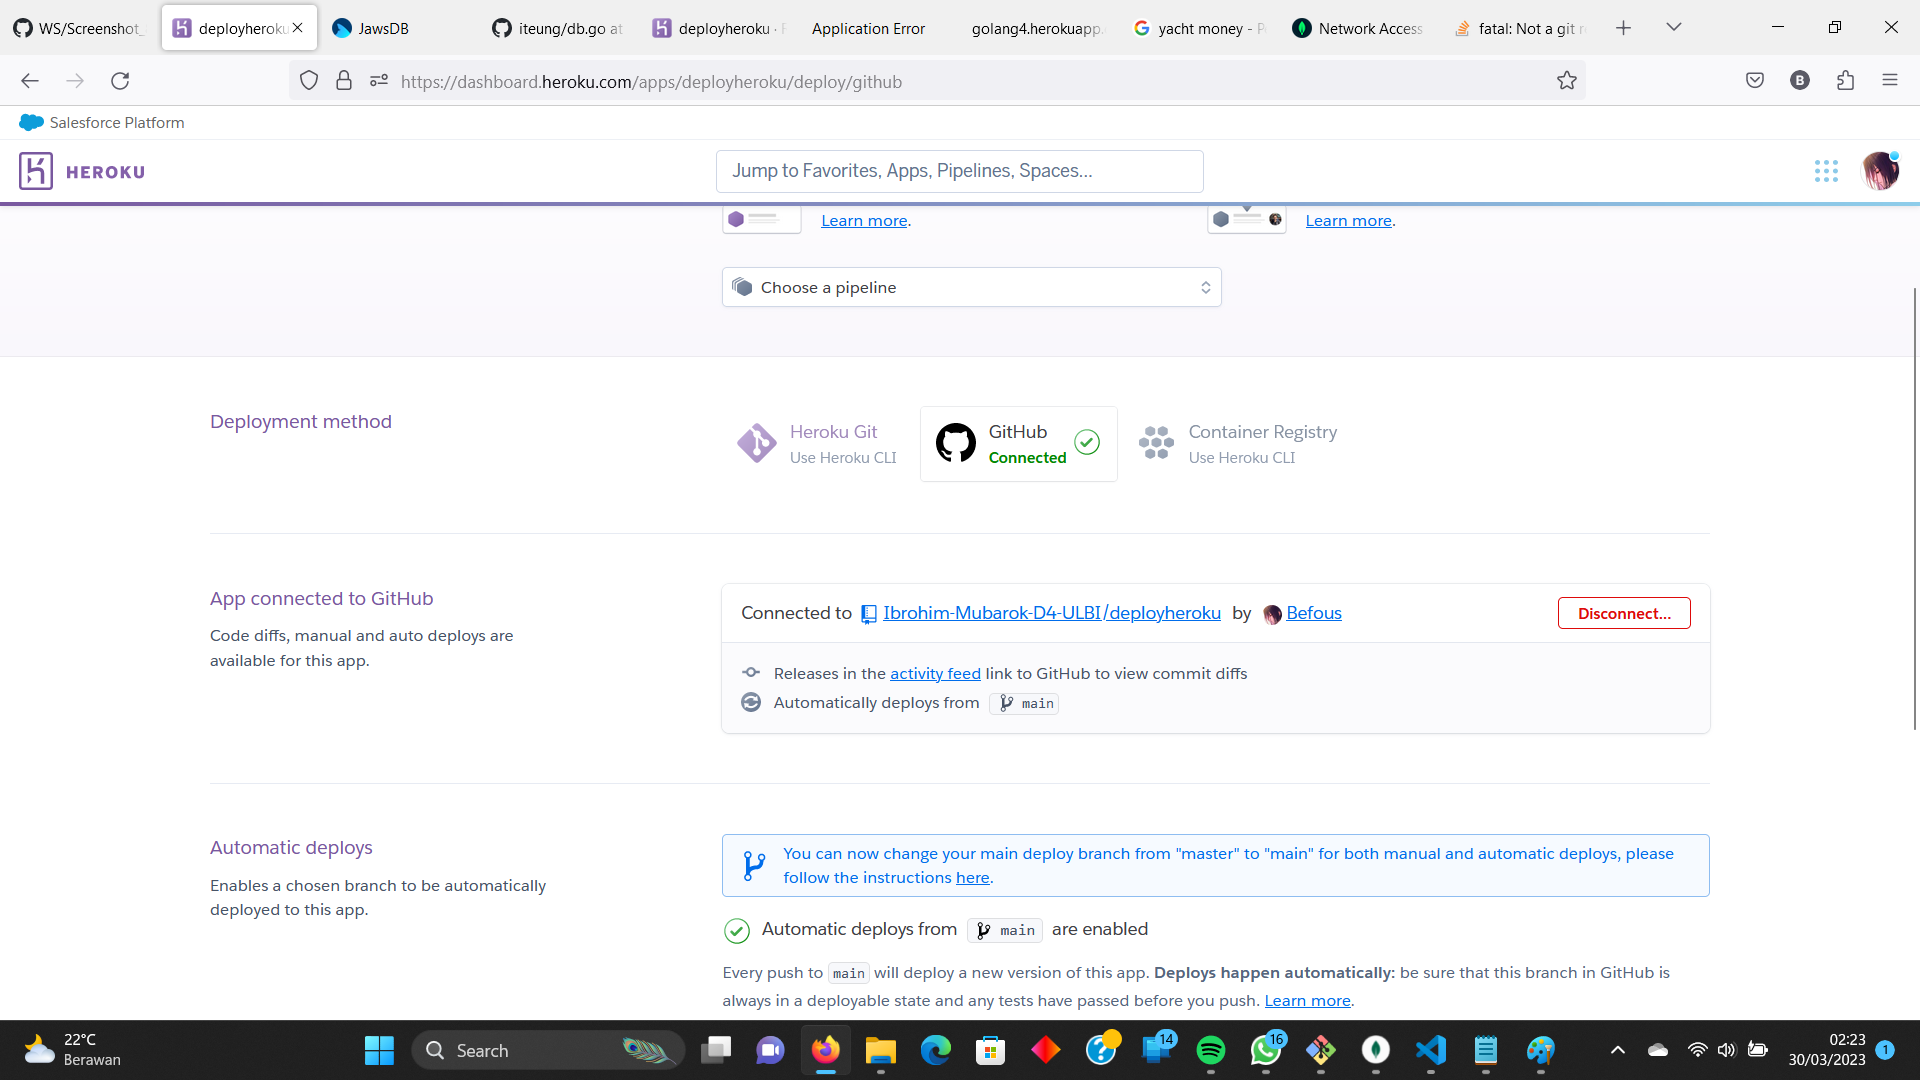 WS/Screenshot_
deployheroku
JawsDB
iteung/db.go at
deployheroku ·
Application Error
golang4.herokuapp.
yacht money -
Network Access
fatal: Not a git r
https://dashboard.heroku.com/apps/deployheroku/deploy/github
B
Salesforce Platform
HEROKU
Jump to Favorites, Apps, Pipelines, Spaces...
Learn more.
Learn more.
Choose a pipeline
Deployment method
Heroku Git
Use Heroku CLI
GitHub
Connected
Container Registry
Use Heroku CLI
App connected to GitHub
Code diffs, manual and auto deploys are
available for this app.
Connected to Ibrohim-Mubarok-D4-ULBI/deployheroku by Befous
Disconnect...
Releases in the activity feed link to GitHub to view commit diffs
Automatically deploys from main
Automatic deploys
Enables a chosen branch to be automatically
deployed to this app.
You can now change your main deploy branch from "master" to "main" for both manual and automatic deploys, please
follow the instructions here.
Automatic deploys from main are enabled
Every push to main will deploy a new version of this app. Deploys happen automatically: be sure that this branch in GitHub is
always in a deployable state and any tests have passed before you push. Learn more.
22°C
Berawan
Search
14
16
02:23
30/03/2023
1